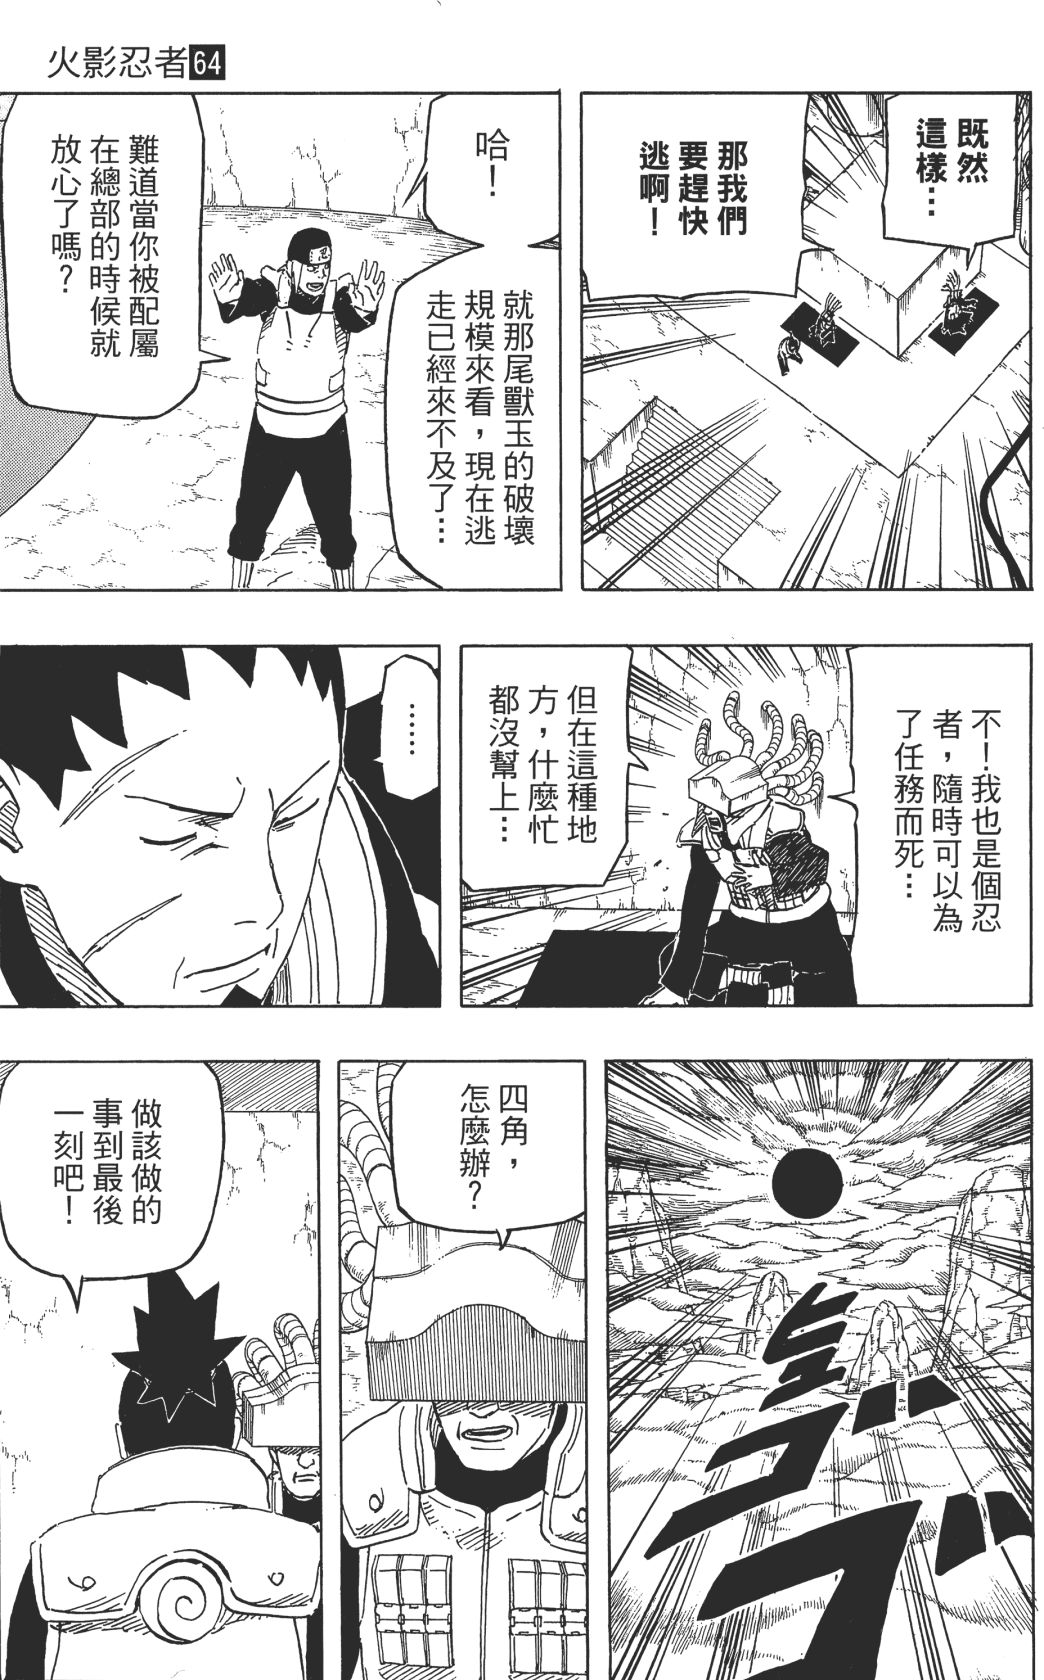 火影忍者64
既然
這樣⋯
那我們
要趕快
逃啊！
哈！
就那尾獸玉的破壞
規模來看，現在逃
走已經來不及了⋯
難道當你被配屬
在總部的時候就
放心了嗎？
不！我也是個忍
者，隨時可以為
了任務而死⋯
但在這種地
方，什麼忙
都沒幫上⋯
⋯⋯
ゴゴゴ
四角，
怎麼辦？
做該做的
事到最後
一刻吧！